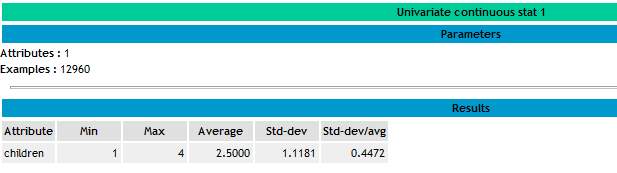 Univariate continuous stat 1
Parameters
Attributes : 1
Examples : 12960
Results
Attribute Min Max Average Std-dev Std-dev/avg
children 1 4 2.5000 1.1181 0.4472